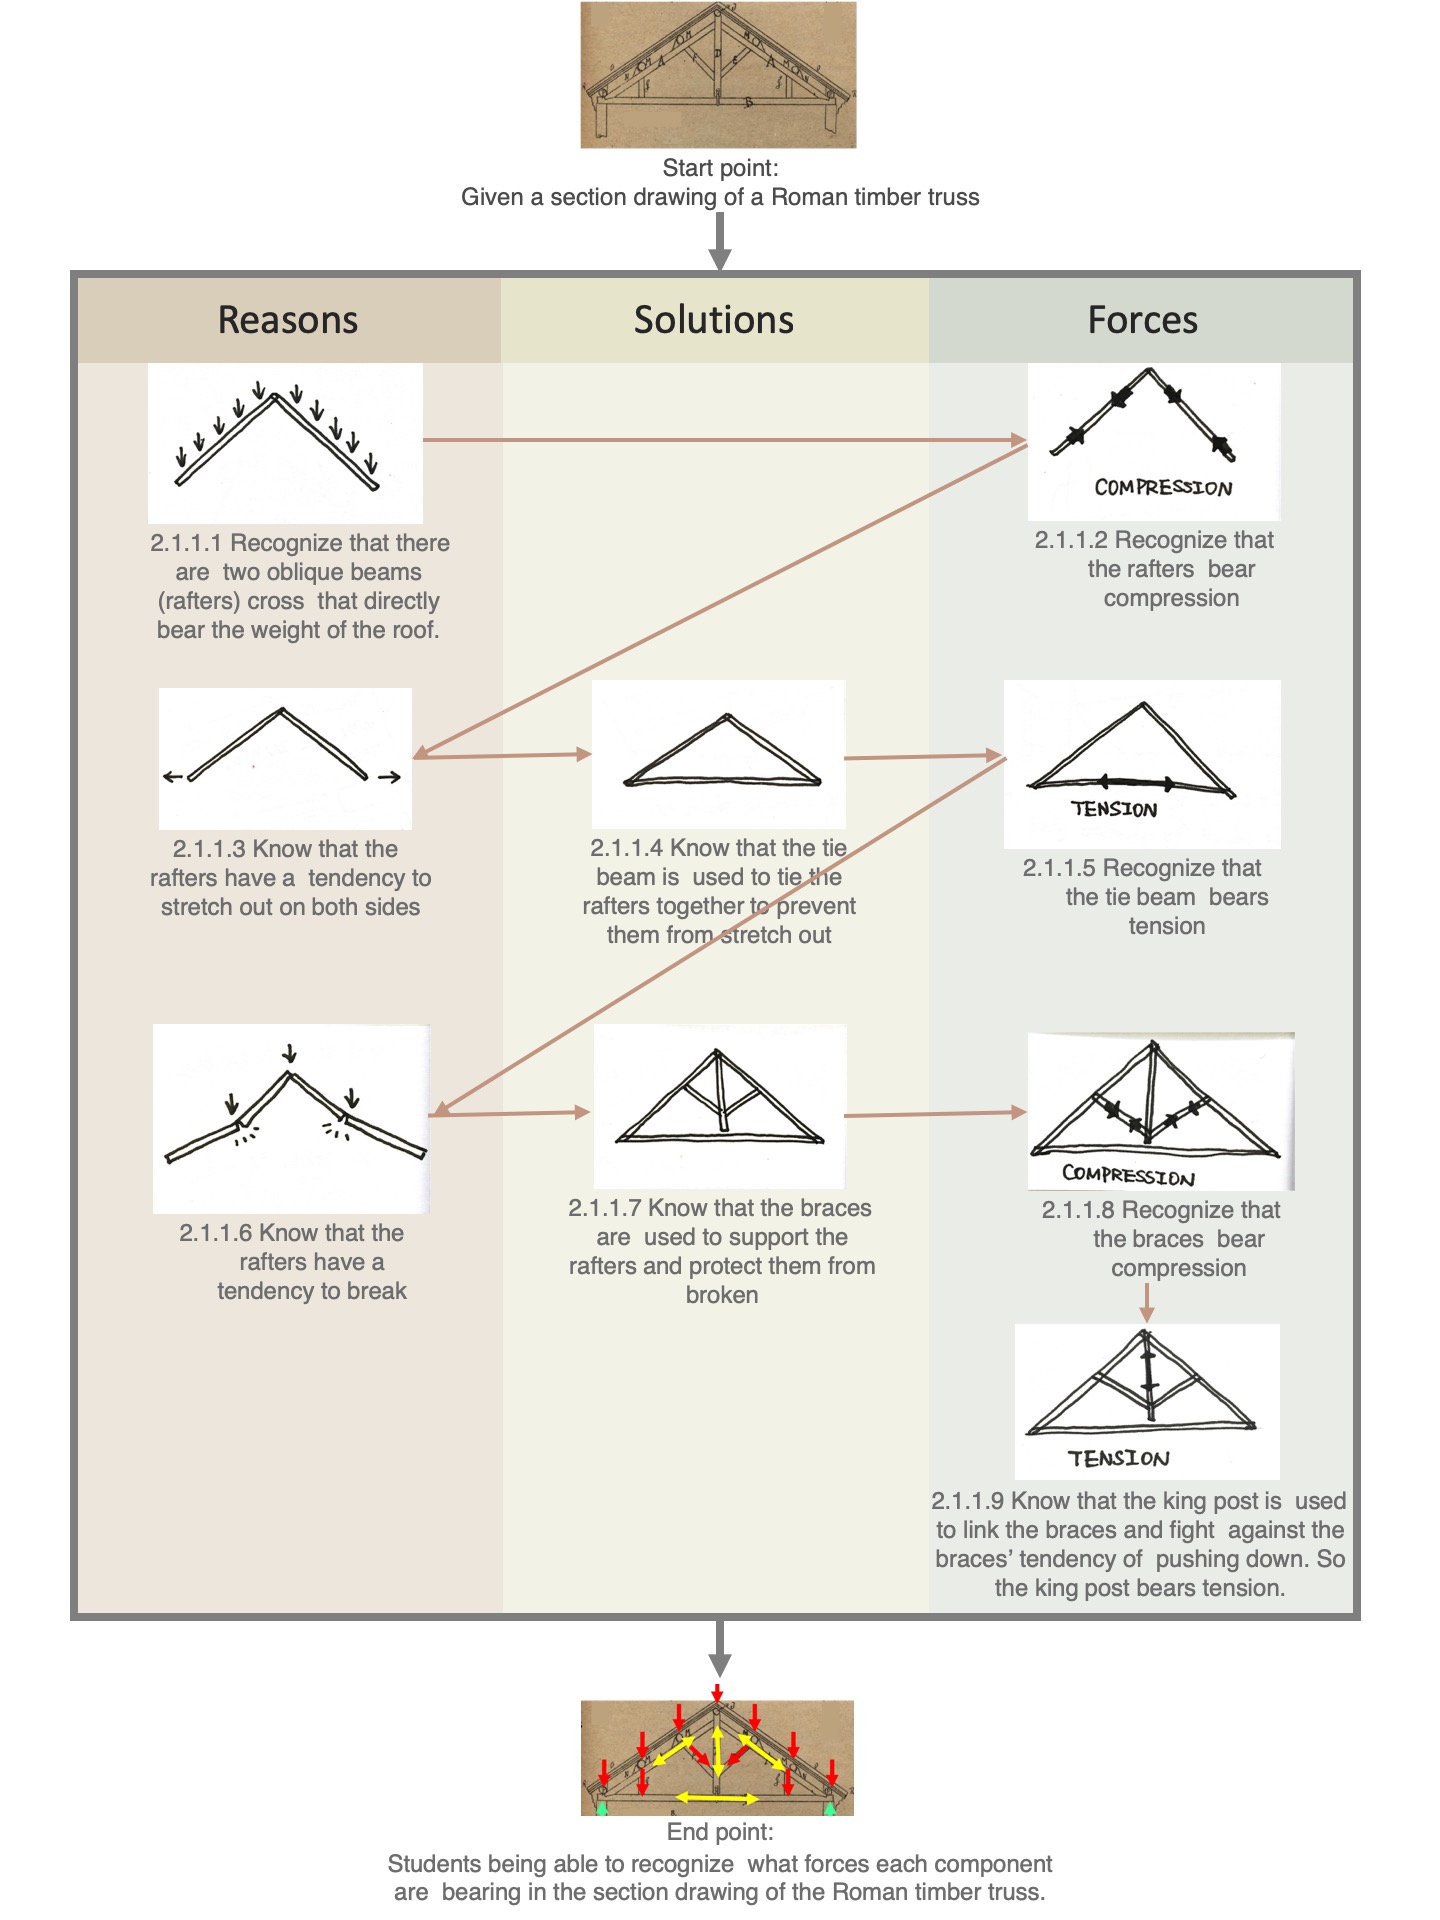 Start point:
Given a section drawing of a Roman timber truss
Reasons
Solutions
Forces
COMPRESSION
2.1.1.1 Recognize that there
are two oblique beams
(rafters) cross that directly
bear the weight of the roof.
2.1.1.2 Recognize that
the rafters bear
compression
2.1.1.3 Know that the
rafters have a tendency to
stretch out on both sides
2.1.1.4 Know that the tie
beam is used to tie the
rafters together to prevent
them from stretch out
TENSION
2.1.1.5 Recognize that
the tie beam bears
tension
2.1.1.6 Know that the
rafters have a
tendency to break
2.1.1.7 Know that the braces
are used to support the
rafters and protect them from
broken
COMPRESSION
2.1.1.8 Recognize that
the braces bear
compression
TENSION
2.1.1.9 Know that the king post is used
to link the braces and fight against the
braces’ tendency of pushing down. So
the king post bears tension.
End point:
Students being able to recognize what forces each component
are bearing in the section drawing of the Roman timber truss.